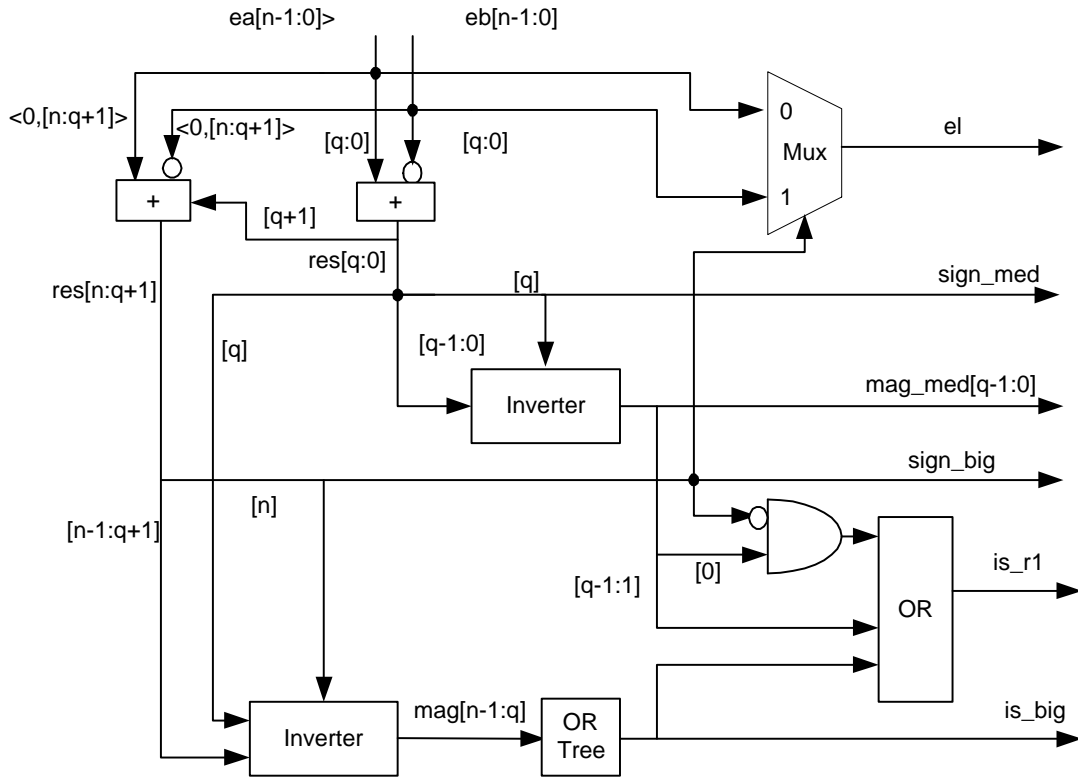 ea[n-1:0]>
eb[n-1:0]
<0,[n:q+1]>
<0,[n:q+1]>
[q:0]
[q:0]
0
Mux
1
el
+
+
[q+1]
res[q:0]
res[n:q+1]
[q]
sign_med
[q]
[q-1:0]
Inverter
mag_med[q-1:0]
sign_big
[n]
[n-1:q+1]
[0]
[q-1:1]
OR
is_r1
Inverter
mag[n-1:q]
OR
Tree
is_big